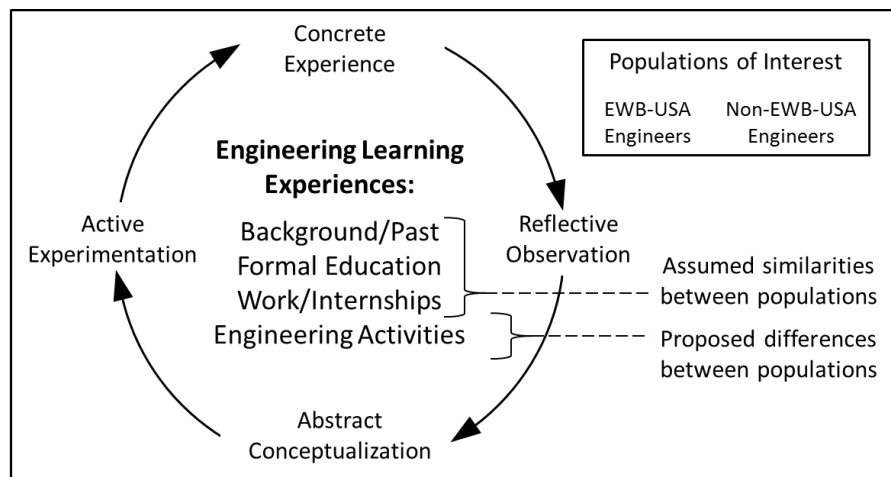 Concrete
Experience
Populations of Interest
EWB-USA
Engineers
Non-EWB-USA
Engineers
Engineering Learning
Experiences:
Background/Past
Formal Education
Work/Internships
Engineering Activities
Active
Experimentation
Reflective
Observation
Assumed similarities
between populations
Proposed differences
between populations
Abstract
Conceptualization